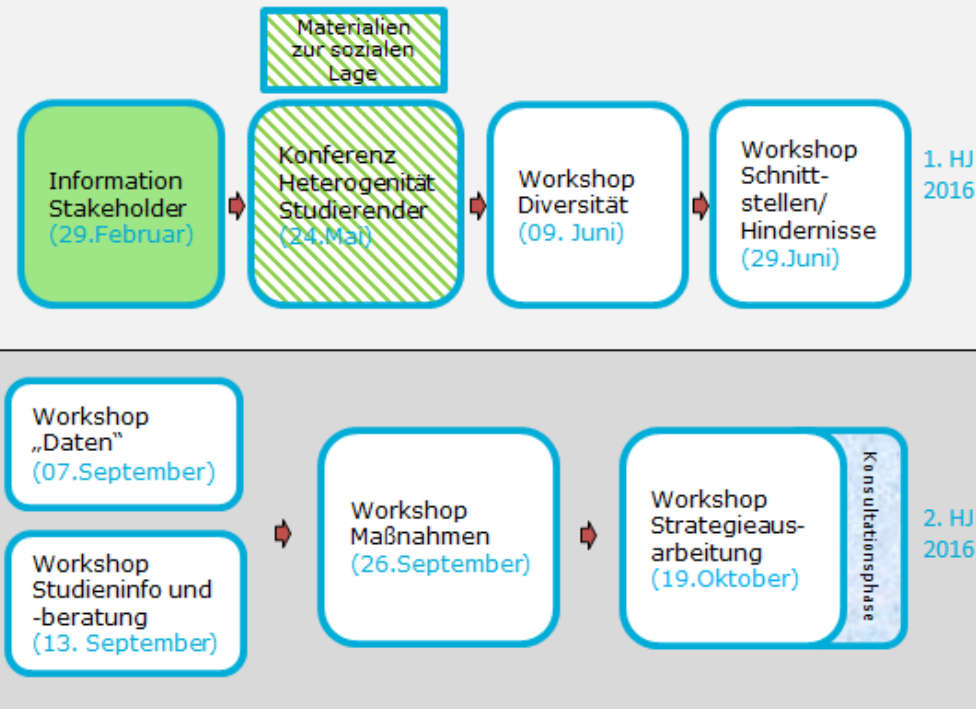 Materialien
zur sozialen
Lage
Information
Stakeholder
(29.Februar)
Konferenz
Heterogenität
Studierender
(24.Mai)
Workshop
Diversität
(09. Juni)
Workshop
Schnitt-
stellen/
Hindernisse
(29.Juni)
1. HJ
2016
Workshop
„Daten“
(07.September)
Workshop
Studieninfo und
-beratung
(13. September)
Workshop
Maßnahmen
(26.September)
Workshop
Strategieaus-
arbeitung
(19.Oktober)
Konsultationsphase
2. HJ
2016